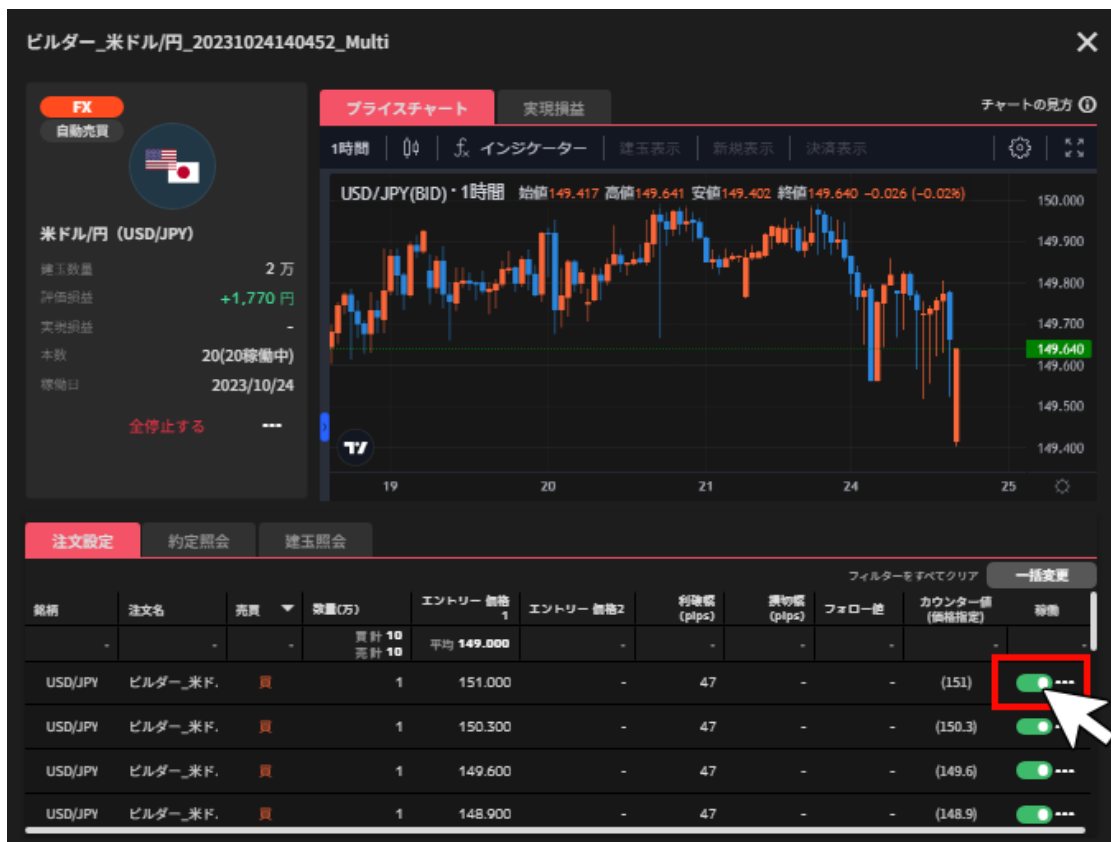 ビルダー_米ドル/円_20231024140452_Multi
FX
自動売買
米ドル/円 (USD/JPY)
建玉数量 2 万
評価損益 +1,770 円
実現損益 -
本数 20(20稼働中)
稼働日 2023/10/24
全停止する
プライスチャート 実現損益 チャートの見方
1時間 fx インジケーター 建玉表示 新規表示 決済表示
USD/JPY(BID)・1時間 始値149.417 高値149.641 安値149.402 終値149.640 −0.026 (−0.02%)
150.000
149.900
149.800
149.700
149.640
149.600
149.500
149.400
19 20 21 24 25
注文設定 約定照会 建玉照会
フィルターをすべてクリア 一括変更
銘柄 注文名 売買 ▼ 数量(万) エントリー価格1 エントリー価格2 利確幅(pips) 損切幅(pips) フォロー値 カウンター値(価格指定) 稼働
- - - 買計 10 売計 10 平均 149.000 - - - - - -
USD/JPY ビルダー_米ド. 買 1 151.000 - 47 - - (151)
USD/JPY ビルダー_米ド. 買 1 150.300 - 47 - - (150.3)
USD/JPY ビルダー_米ド. 買 1 149.600 - 47 - - (149.6)
USD/JPY ビルダー_米ド. 買 1 148.900 - 47 - - (148.9)